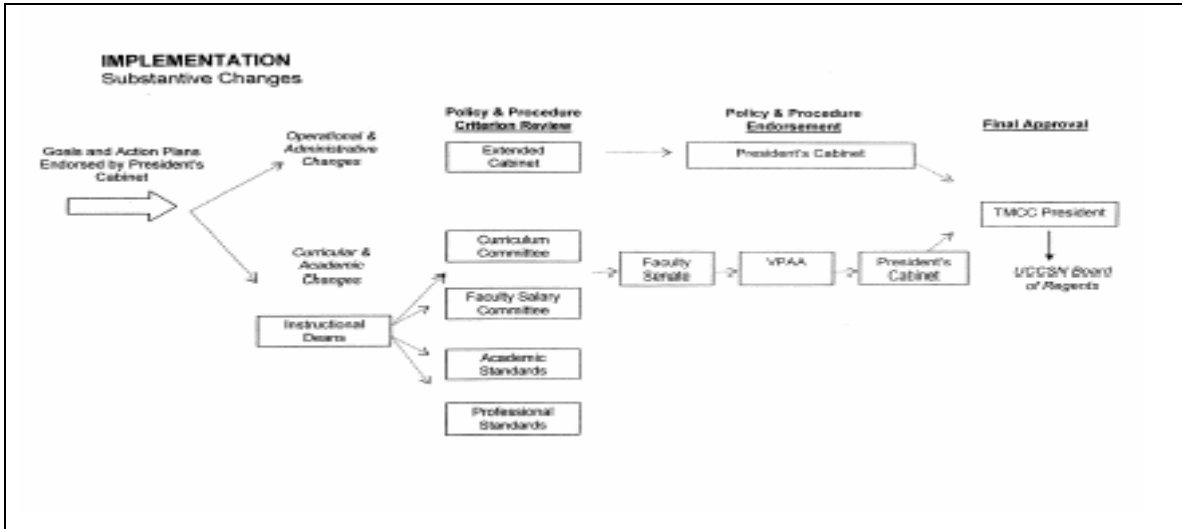 IMPLEMENTATION
Substantive Changes
Goals and Action Plans
Endorsed by President's
Cabinet
Operational &
Administrative
Changes
Policy & Procedure
Criterion Review
Extended
Cabinet
Policy & Procedure
Endorsement
President's Cabinet
Final Approval
TMCC President
UCCSN Board
of Regents
Curricular &
Academic
Changes
Instructional
Deans
Curriculum
Committee
Faculty Salary
Committee
Academic
Standards
Professional
Standards
Faculty
Senate
VPAA
President's
Cabinet